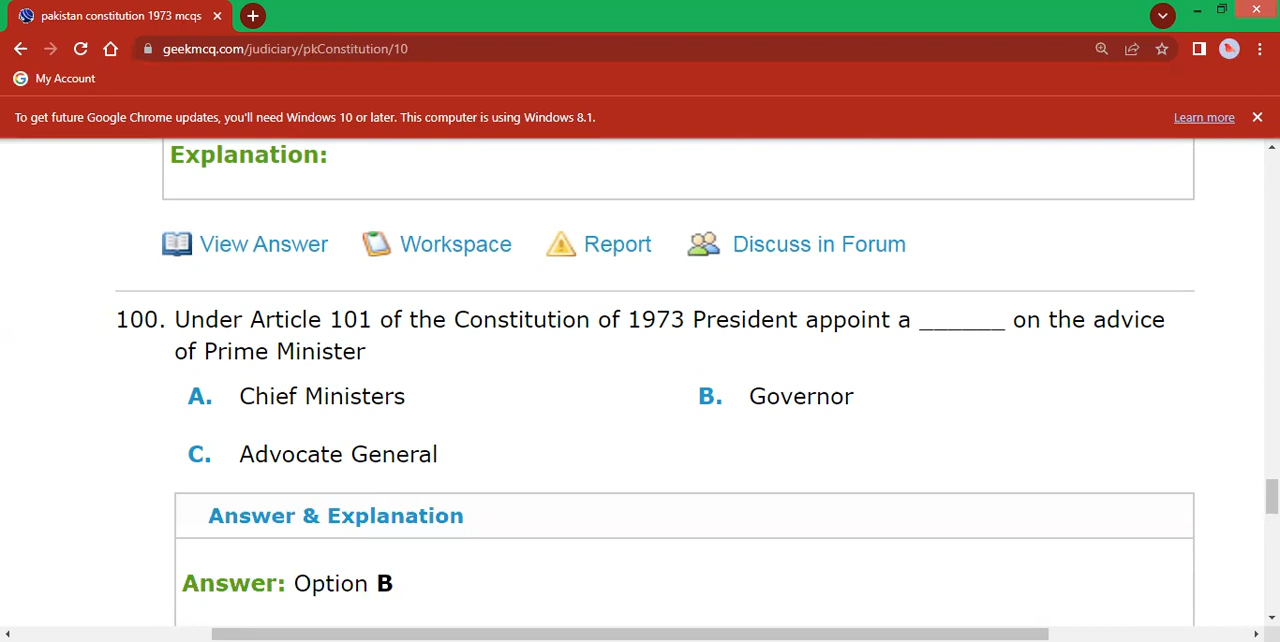 pakistan constitution 1973 mcqs
geekmcq.com/judiciary/pkConstitution/10
My Account
To get future Google Chrome updates, you'll need Windows 10 or later. This computer is using Windows 8.1. Learn more
Explanation:
View Answer Workspace Report Discuss in Forum
100. Under Article 101 of the Constitution of 1973 President appoint a ______ on the advice
of Prime Minister
A. Chief Ministers B. Governor
C. Advocate General
Answer & Explanation
Answer: Option B